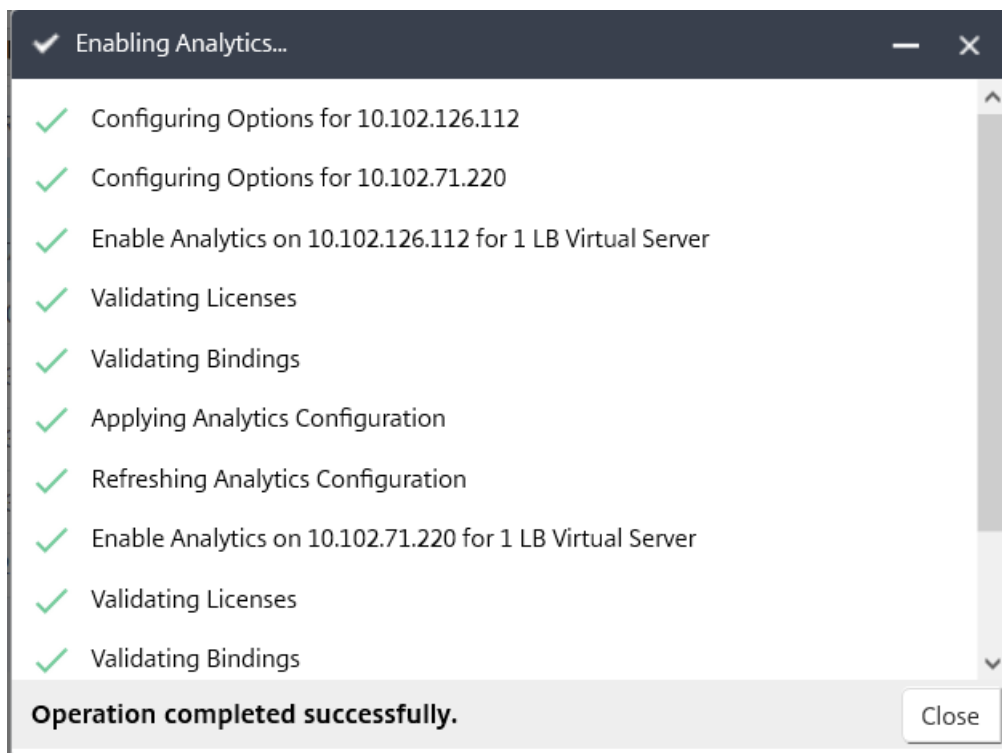 Enabling Analytics...
Configuring Options for 10.102.126.112
Configuring Options for 10.102.71.220
Enable Analytics on 10.102.126.112 for 1 LB Virtual Server
Validating Licenses
Validating Bindings
Applying Analytics Configuration
Refreshing Analytics Configuration
Enable Analytics on 10.102.71.220 for 1 LB Virtual Server
Validating Licenses
Validating Bindings
Operation completed successfully.
Close